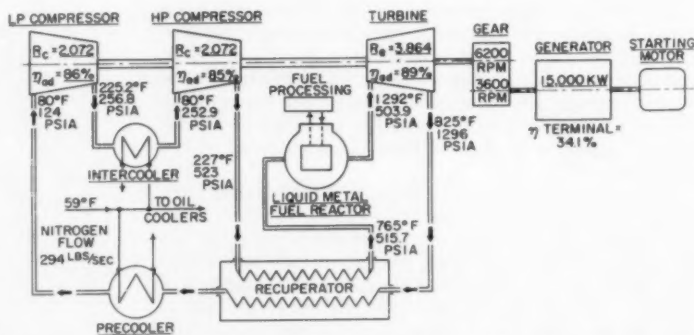 LP COMPRESSOR
HP COMPRESSOR
TURBINE
Rc=2.072
ηad=86%
Rc=2.072
ηad=85%
Re=3.864
ηad=89%
GEAR
6200
RPM
3600
RPM
GENERATOR
15,000 KW
η TERMINAL=
34.1%
STARTING
MOTOR
80°F
124
PSIA
225.2°F
256.8
PSIA
80°F
252.9
PSIA
FUEL
PROCESSING
1292°F
503.9
PSIA
825°F
1296
PSIA
INTERCOOLER
227°F
523
PSIA
LIQUID METAL
FUEL REACTOR
59°F
TO OIL
COOLERS
765°F
515.7
PSIA
NITROGEN
FLOW
294 LBS/SEC
RECUPERATOR
PRECOOLER